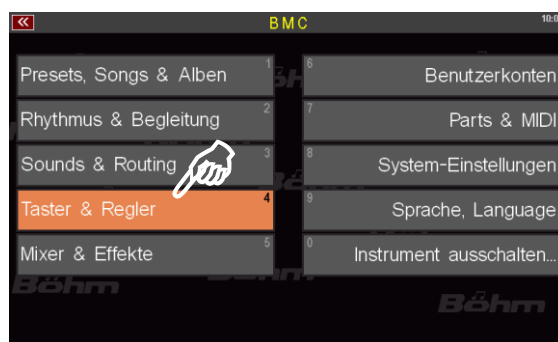 BMC
10:0
Presets, Songs & Alben 1
Rhythmus & Begleitung 2
Sounds & Routing 3
Taster & Regler 4
Mixer & Effekte 5
6 Benutzerkonten
7 Parts & MIDI
8 System-Einstellungen
9 Sprache, Language
0 Instrument ausschalten...
Böhm
Böhm